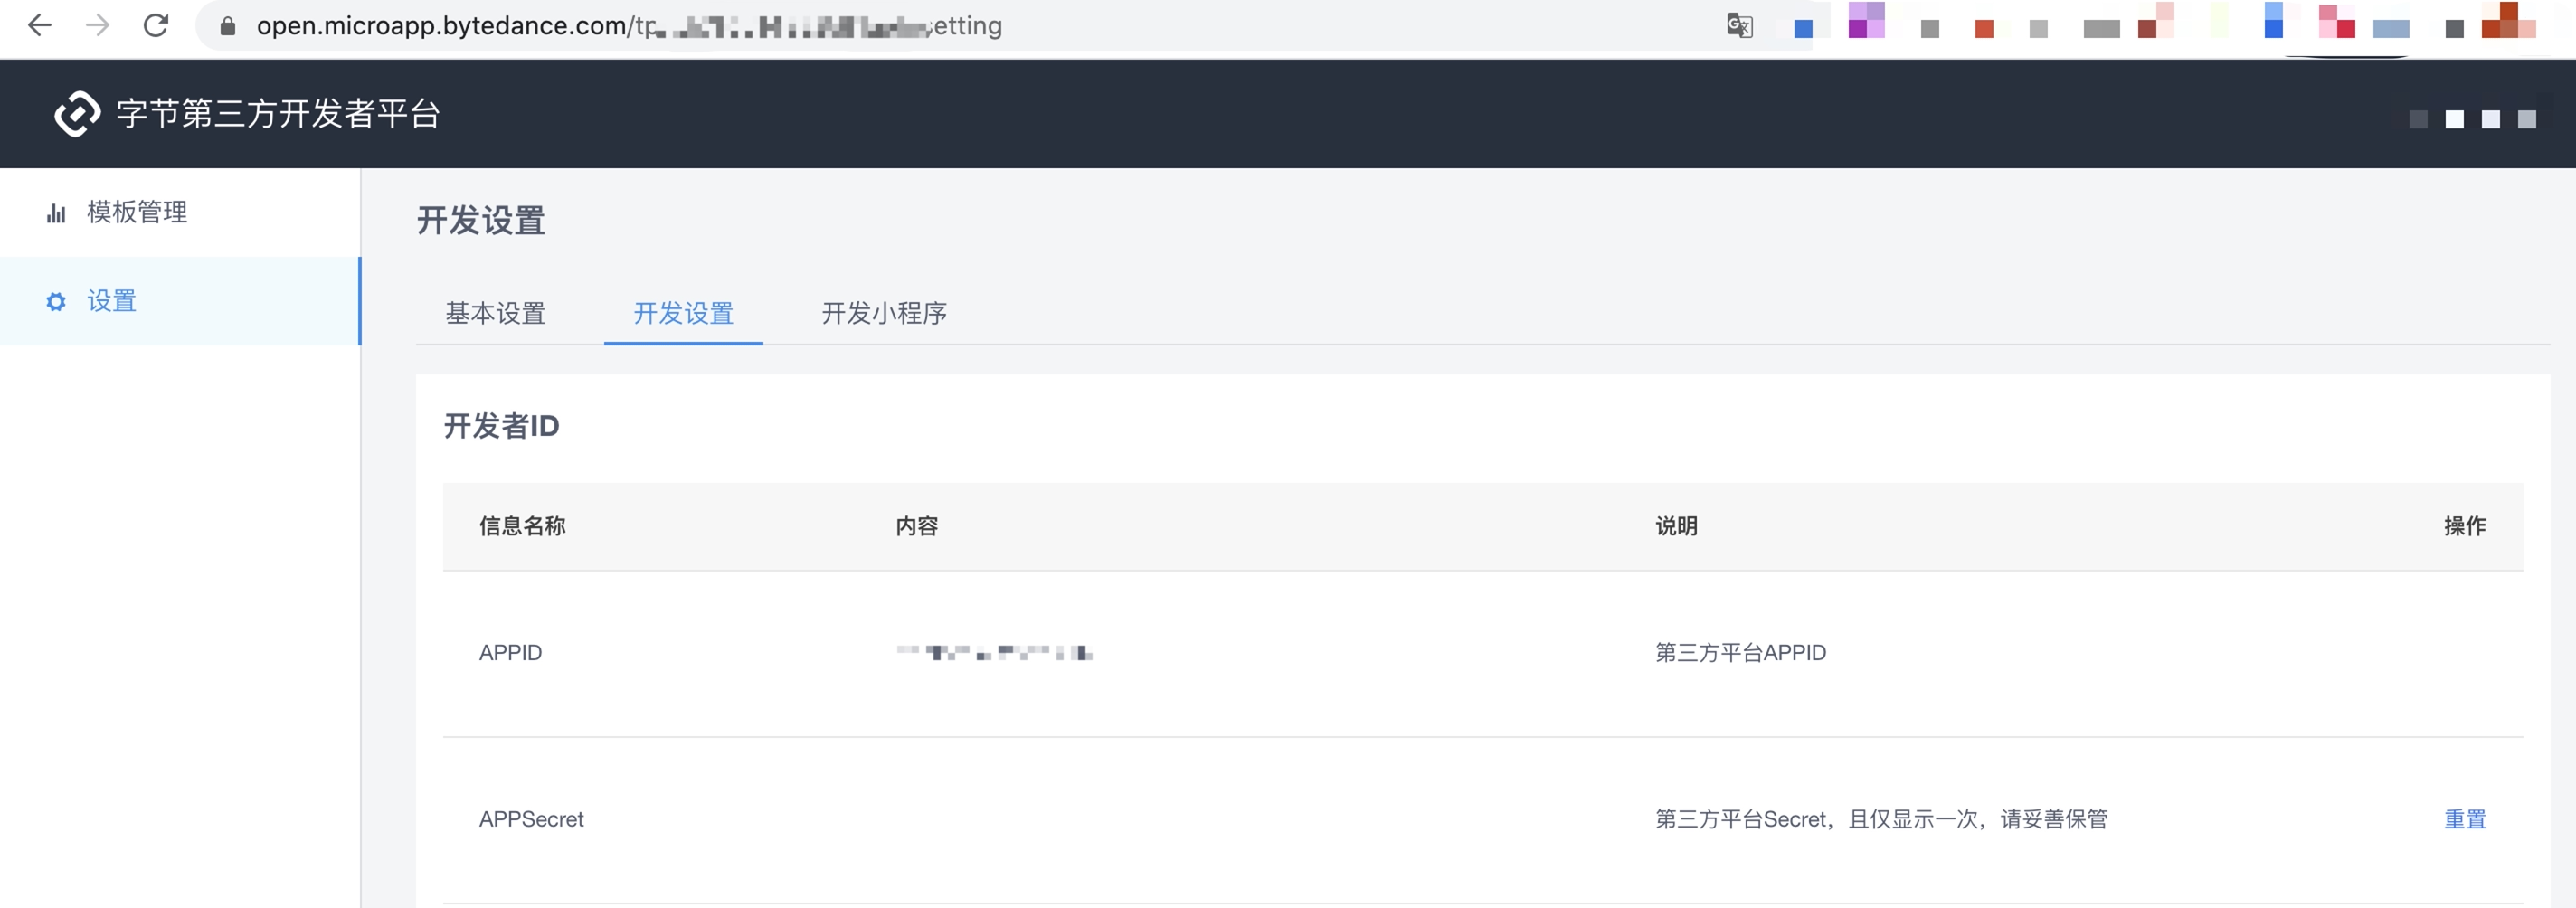 open.microapp.bytedance.com/tp
etting
字节第三方开发者平台
模板管理
设置
开发设置
基本设置 开发设置 开发小程序
开发者ID
信息名称 内容 说明 操作
APPID 第三方平台APPID
APPSecret 第三方平台Secret，且仅显示一次，请妥善保管 重置